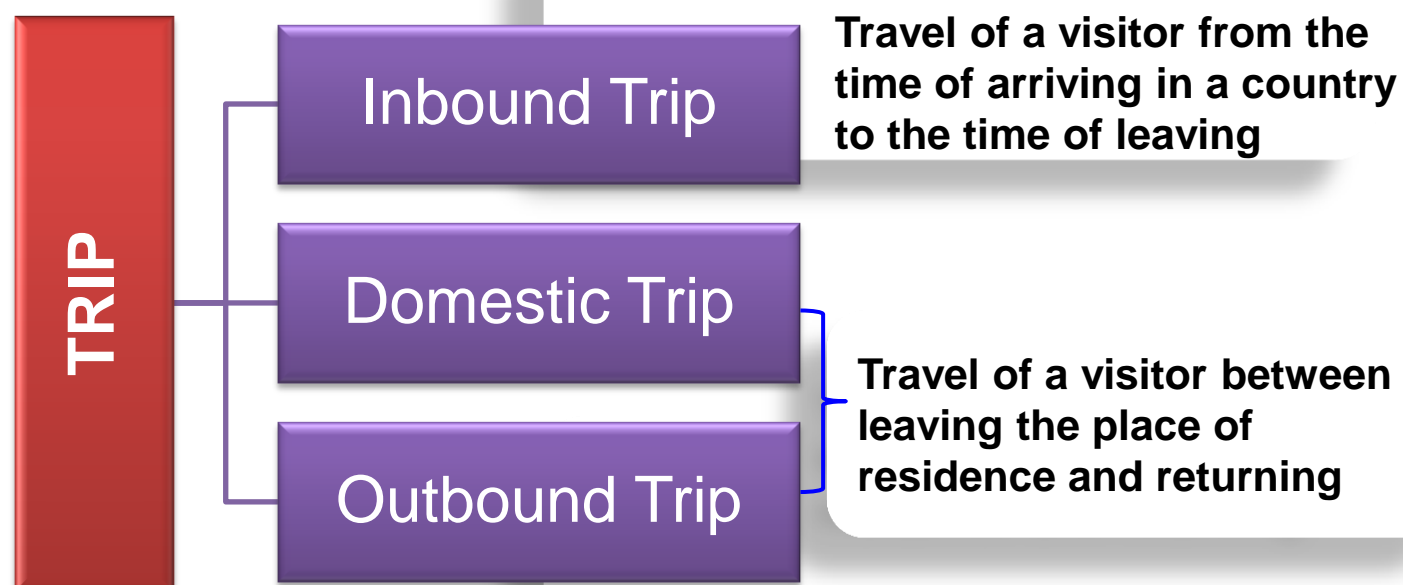 TRIP
Inbound Trip
Travel of a visitor from the
time of arriving in a country
to the time of leaving
Domestic Trip
Outbound Trip
Travel of a visitor between
leaving the place of
residence and returning